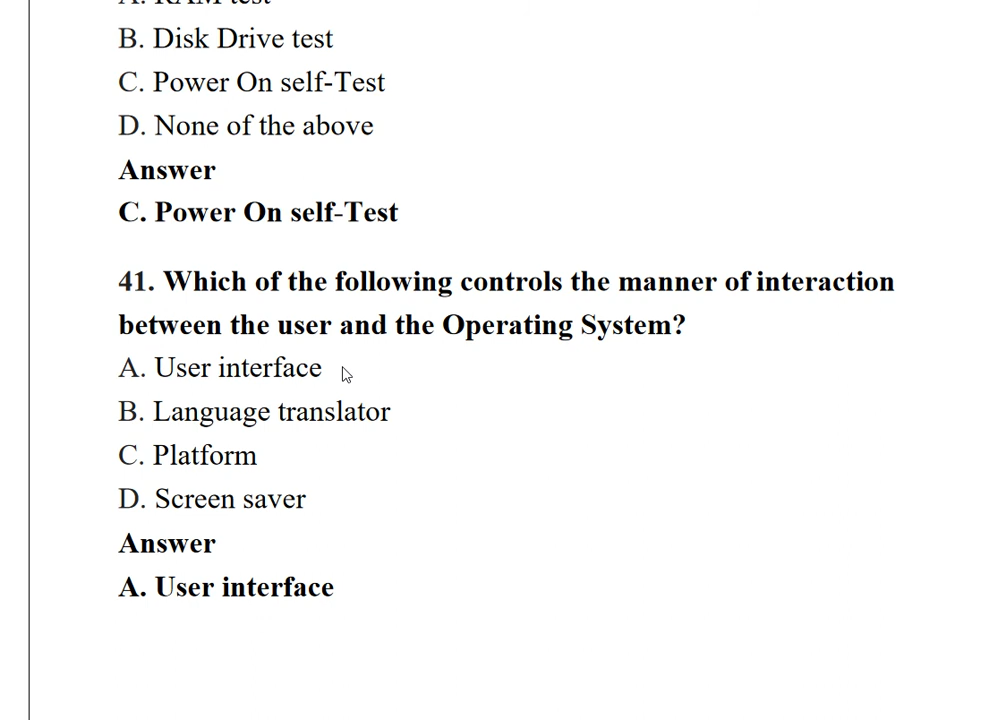 A. RAM test
B. Disk Drive test
C. Power On self-Test
D. None of the above
Answer
C. Power On self-Test
41. Which of the following controls the manner of interaction
between the user and the Operating System?
A. User interface
B. Language translator
C. Platform
D. Screen saver
Answer
A. User interface